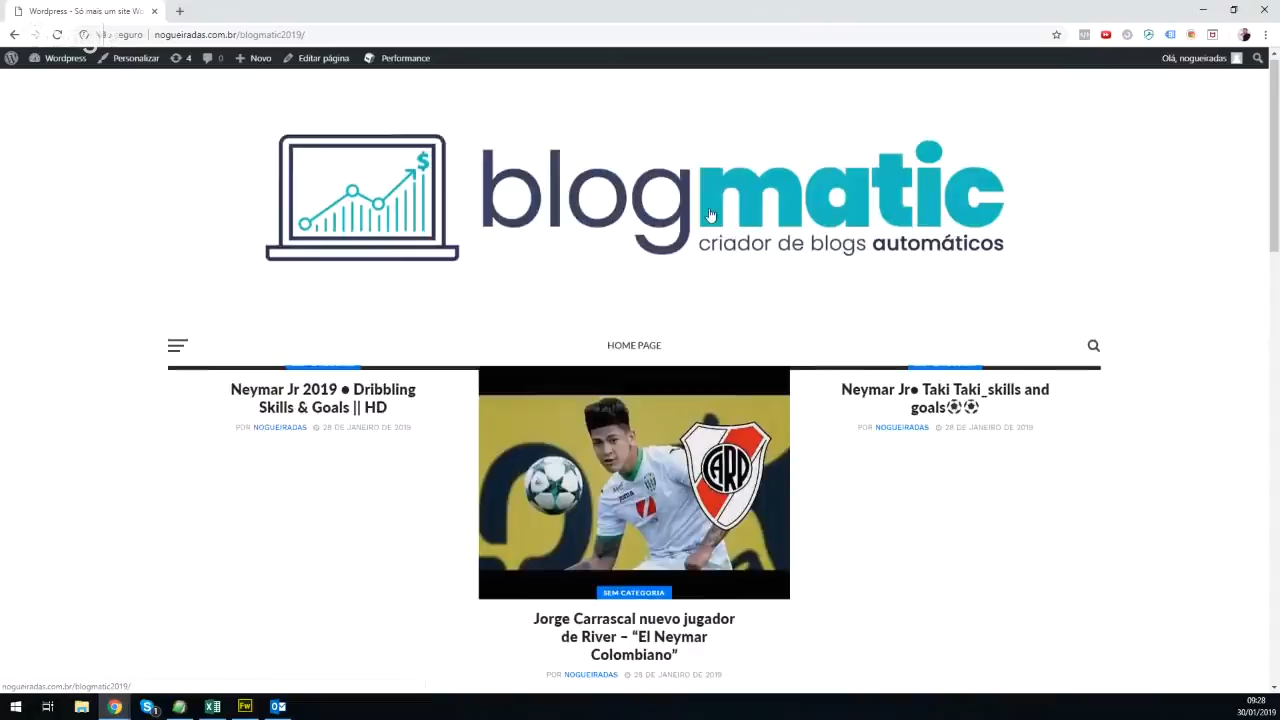 Wordpress - Só mais um Sites Wo
nogueiradas.com.br/blogmatic2019/
Wordpress Personalizar 4 0 Novo Editar página Performance Olá, nogueiradas
$
blogmatic
criador de blogs automáticos
HOME PAGE
Neymar Jr 2019 ● Dribbling
Skills & Goals || HD
POR NOGUEIRADAS 28 DE JANEIRO DE 2019
CARP
SEM CATEGORIA
Jorge Carrascal nuevo jugador
de River – “El Neymar
Colombiano”
POR NOGUEIRADAS 28 DE JANEIRO DE 2019
Neymar Jr● Taki Taki_skills and
goals⚽⚽
POR NOGUEIRADAS 28 DE JANEIRO DE 2019
nogueiradas.com.br/blogmatic2019/
Fw
09:28
30/01/2019